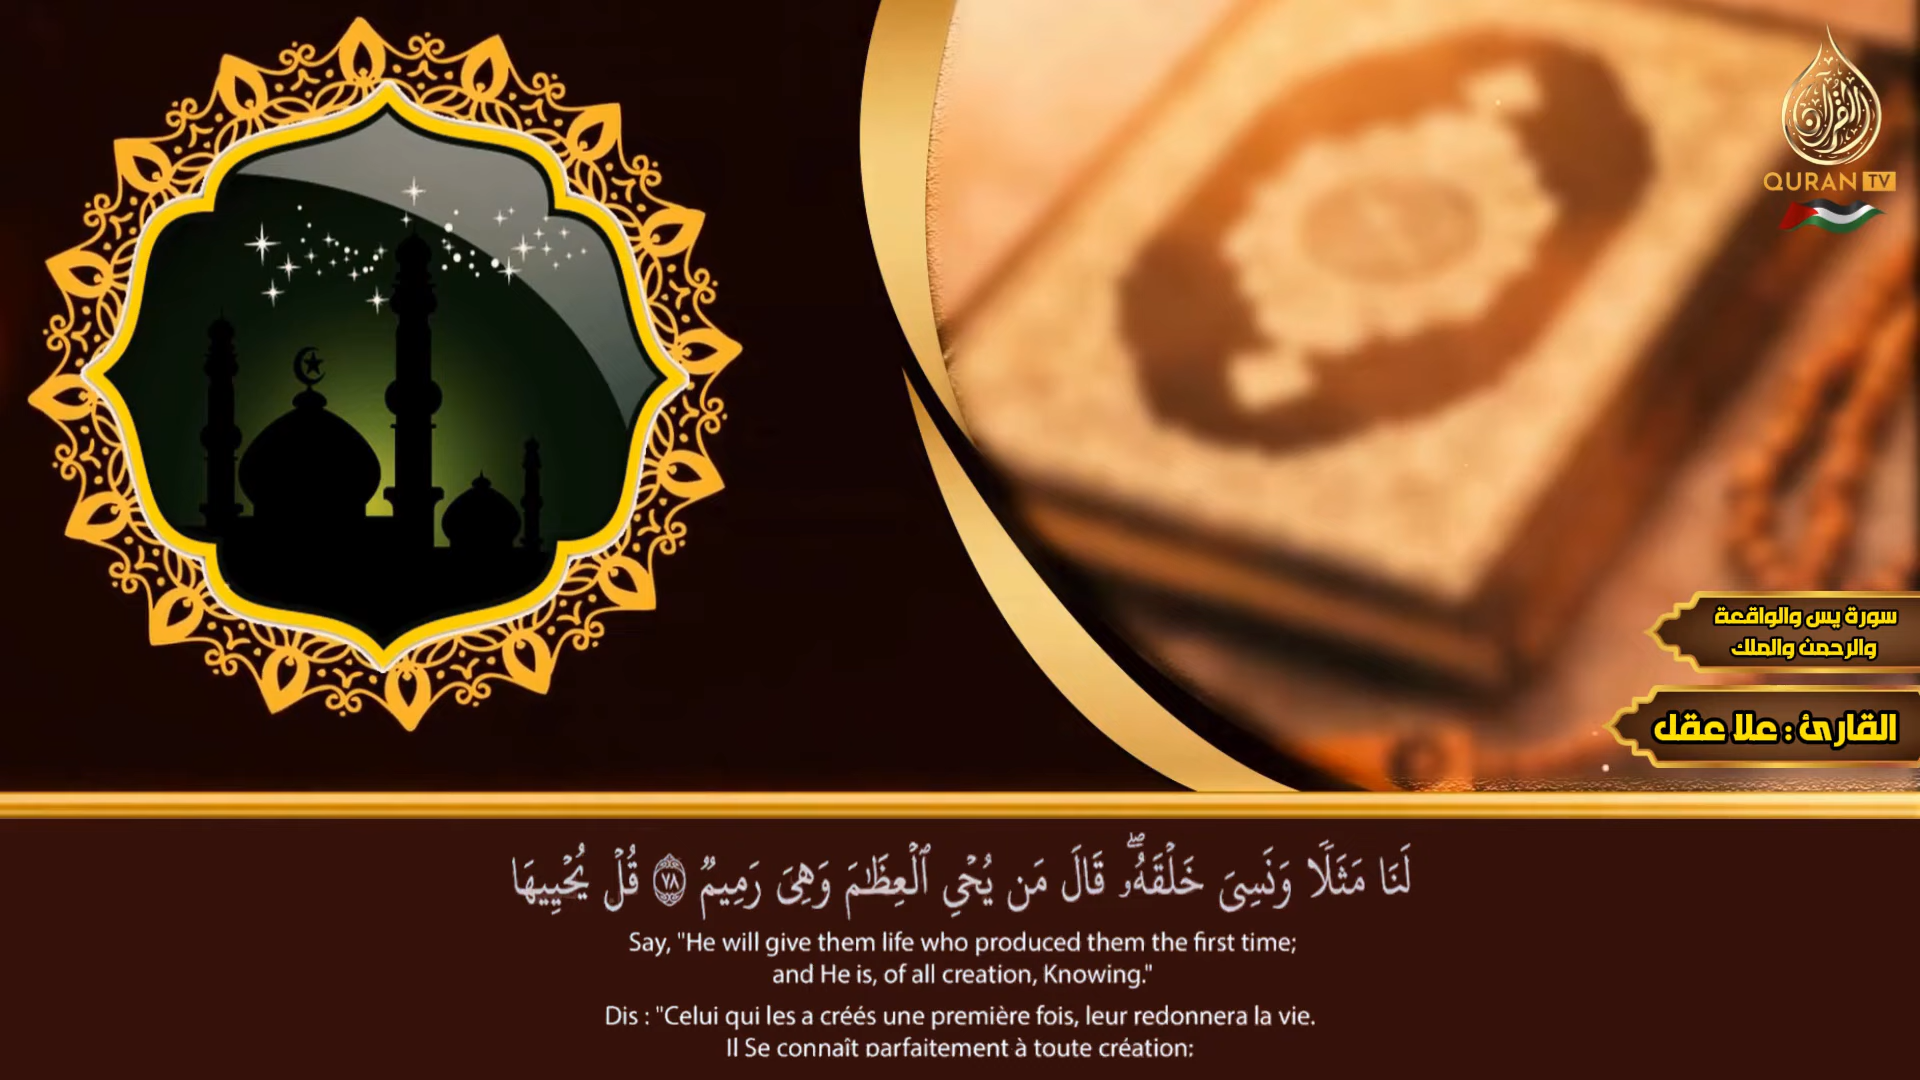 القرآن
QURAN TV
سورة يس والواقعة
والرحمن والملك
القارئ : علا عقل
لَنَا مَثَلًا وَنَسِىَ خَلْقَهُۥۖ قَالَ مَن يُحْىِ ٱلْعِظَٰمَ وَهِىَ رَمِيمٌ ۝٧٨ قُلْ يُحْيِيهَا
Say, "He will give them life who produced them the first time;
and He is, of all creation, Knowing."
Dis : "Celui qui les a créés une première fois, leur redonnera la vie.
Il Se connaît parfaitement à toute création;